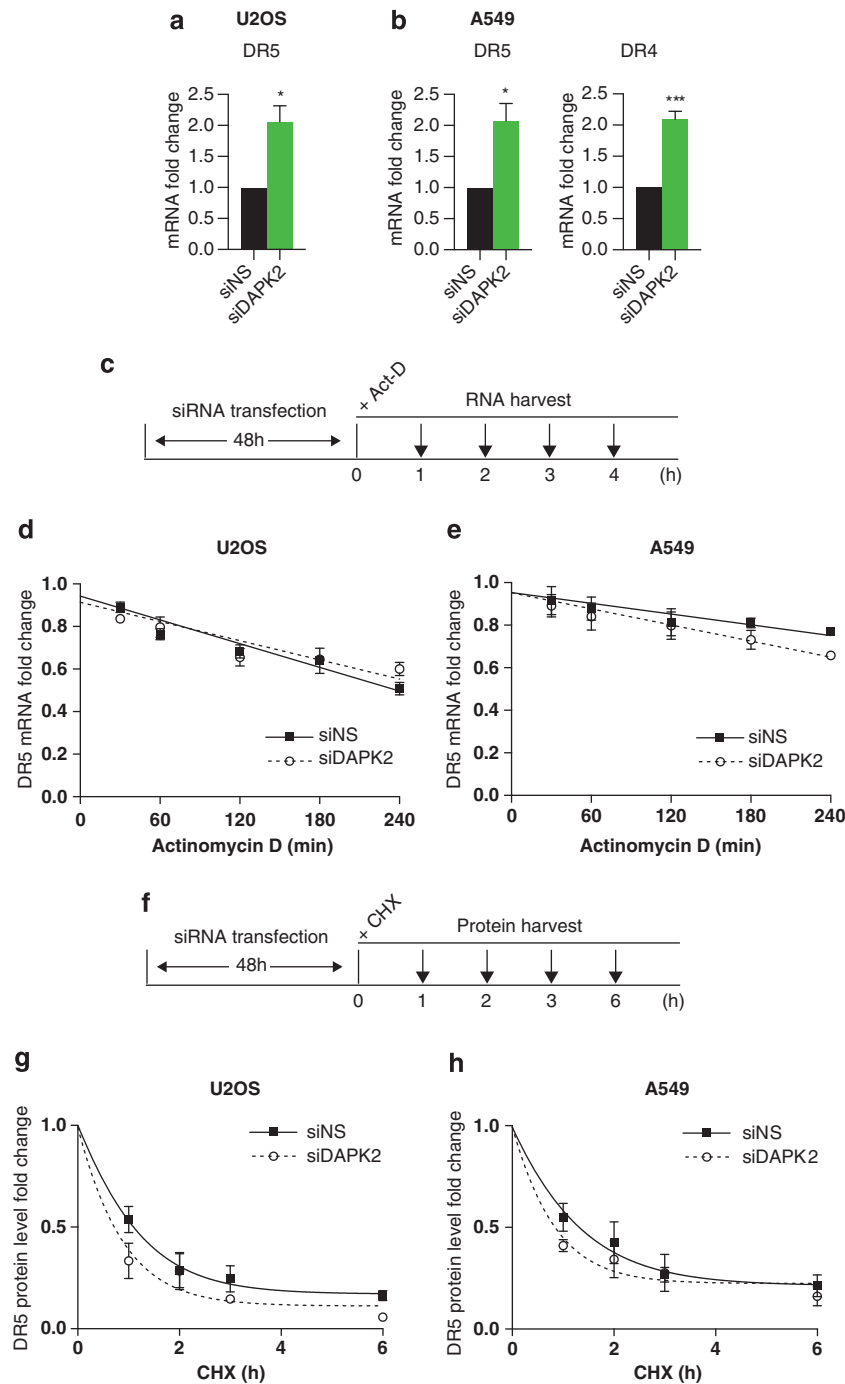 a U2OS
DR5
mRNA fold change
2.5
2.0
1.5
1.0
0.5
0.0
*
siNS
siDAPK2
b A549
DR5
mRNA fold change
2.5
2.0
1.5
1.0
0.5
0.0
*
siNS
siDAPK2
DR4
mRNA fold change
2.5
2.0
1.5
1.0
0.5
0.0
***
siNS
siDAPK2
c
siRNA transfection
48h
+ Act-D
RNA harvest
0 1 2 3 4 (h)
d
U2OS
DR5 mRNA fold change
1.0
0.8
0.6
0.4
0.2
0.0
siNS
siDAPK2
0 60 120 180 240
Actinomycin D (min)
e
A549
DR5 mRNA fold change
1.0
0.8
0.6
0.4
0.2
0.0
siNS
siDAPK2
0 60 120 180 240
Actinomycin D (min)
f
siRNA transfection
48h
+ CHX
Protein harvest
0 1 2 3 6 (h)
g
U2OS
DR5 protein level fold change
1.0
0.5
0.0
siNS
siDAPK2
0 2 4 6
CHX (h)
h
A549
DR5 protein level fold change
1.0
0.5
0.0
siNS
siDAPK2
0 2 4 6
CHX (h)